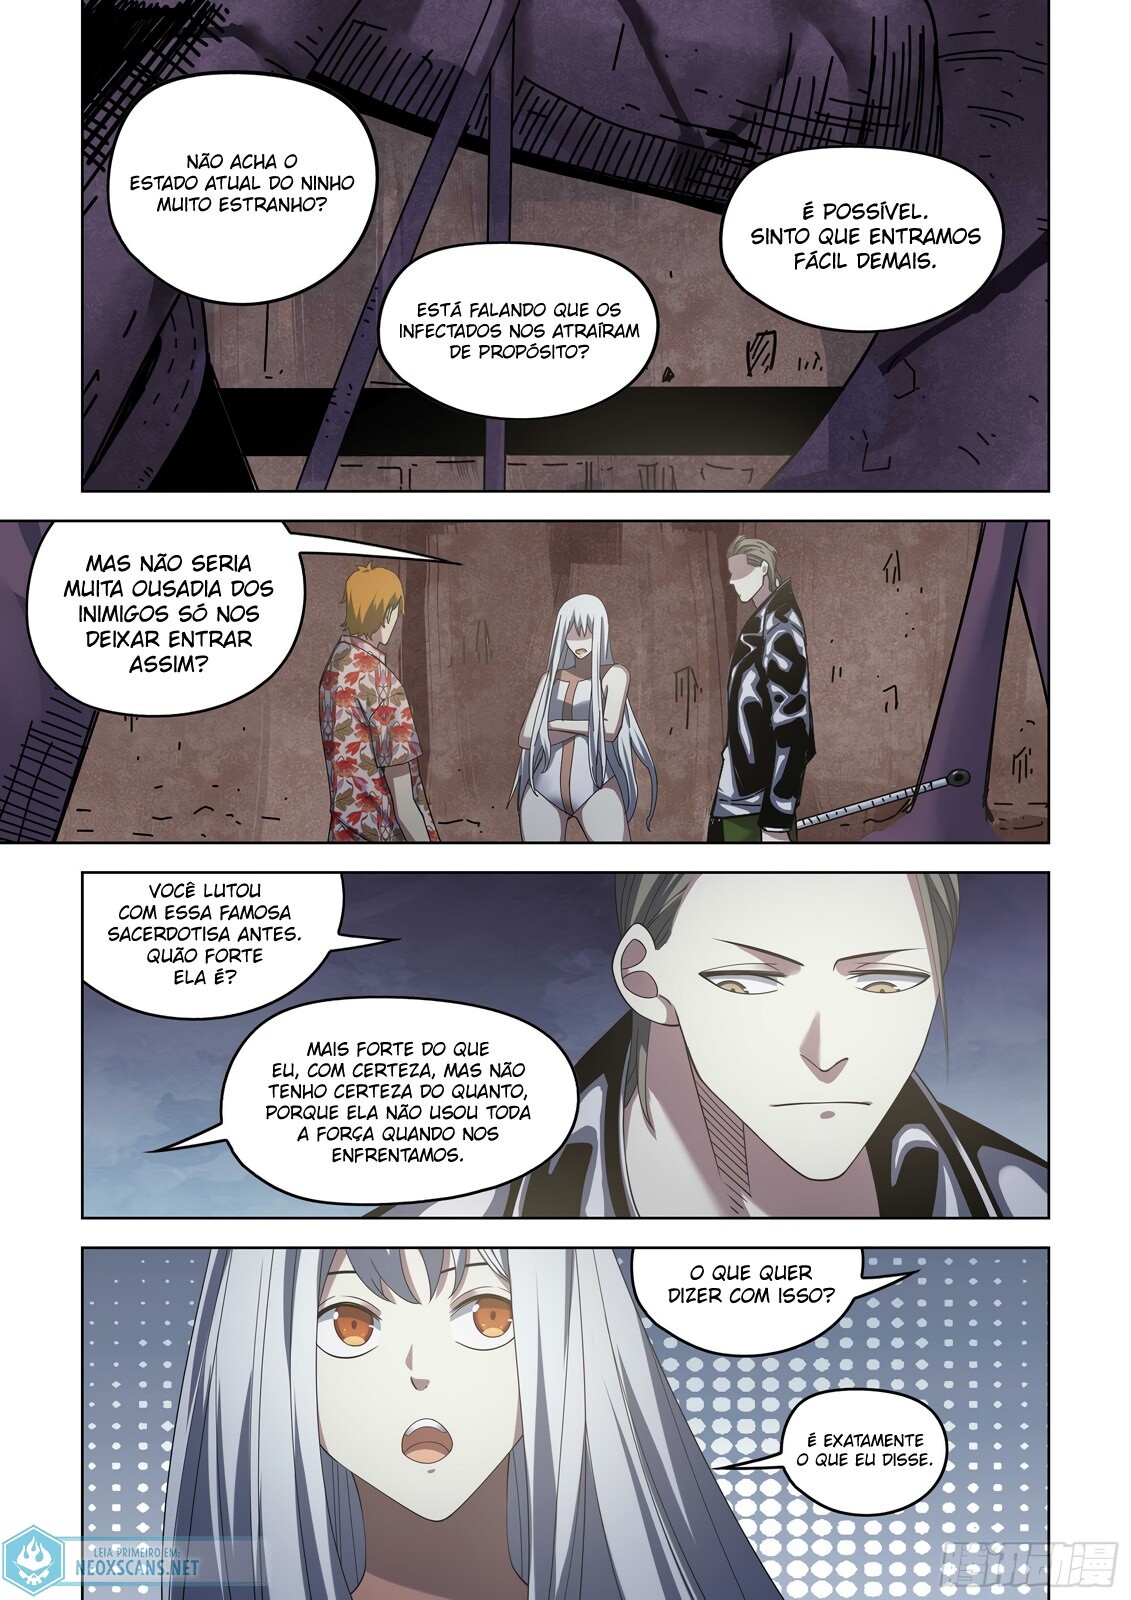 NÃO ACHA O
ESTADO ATUAL DO NINHO
MUITO ESTRANHO?
É POSSÍVEL.
SINTO QUE ENTRAMOS
FÁCIL DEMAIS.
ESTÁ FALANDO QUE OS
INFECTADOS NOS ATRAÍRAM
DE PROPÓSITO?
MAS NÃO SERIA
MUITA OUSADIA DOS
INIMIGOS SÓ NOS
DEIXAR ENTRAR
ASSIM?
VOCÊ LUTOU
COM ESSA FAMOSA
SACERDOTISA ANTES.
QUÃO FORTE
ELA É?
MAIS FORTE DO QUE
EU, COM CERTEZA, MAS NÃO
TENHO CERTEZA DO QUANTO,
PORQUE ELA NÃO USOU TODA
A FORÇA QUANDO NOS
ENFRENTAMOS.
O QUE QUER
DIZER COM ISSO?
É EXATAMENTE
O QUE EU DISSE.
LEIA PRIMEIRO EM:
NEOXSCANS.NET
腾讯动漫